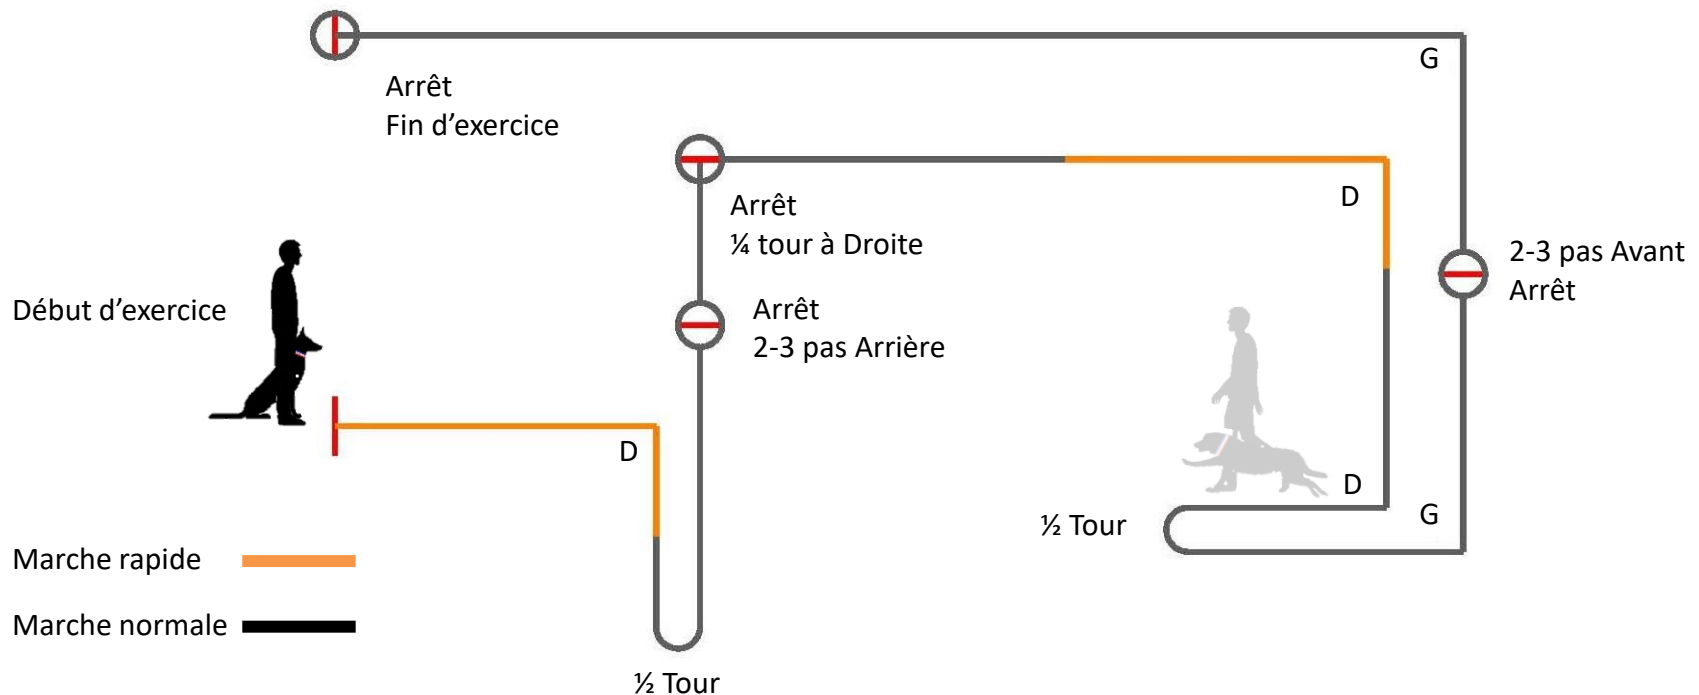 G
Arrêt
Fin d’exercice
D
Arrêt
¼ tour à Droite
2-3 pas Avant
Arrêt
Début d’exercice
Arrêt
2-3 pas Arrière
D
D
G
½ Tour
Marche rapide
Marche normale
½ Tour